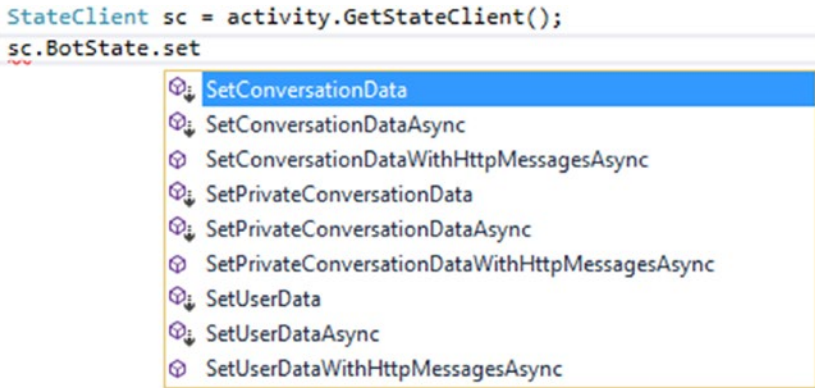 StateClient sc = activity.GetStateClient();
sc.BotState.set
SetConversationData
SetConversationDataAsync
SetConversationDataWithHttpMessagesAsync
SetPrivateConversationData
SetPrivateConversationDataAsync
SetPrivateConversationDataWithHttpMessagesAsync
SetUserData
SetUserDataAsync
SetUserDataWithHttpMessagesAsync